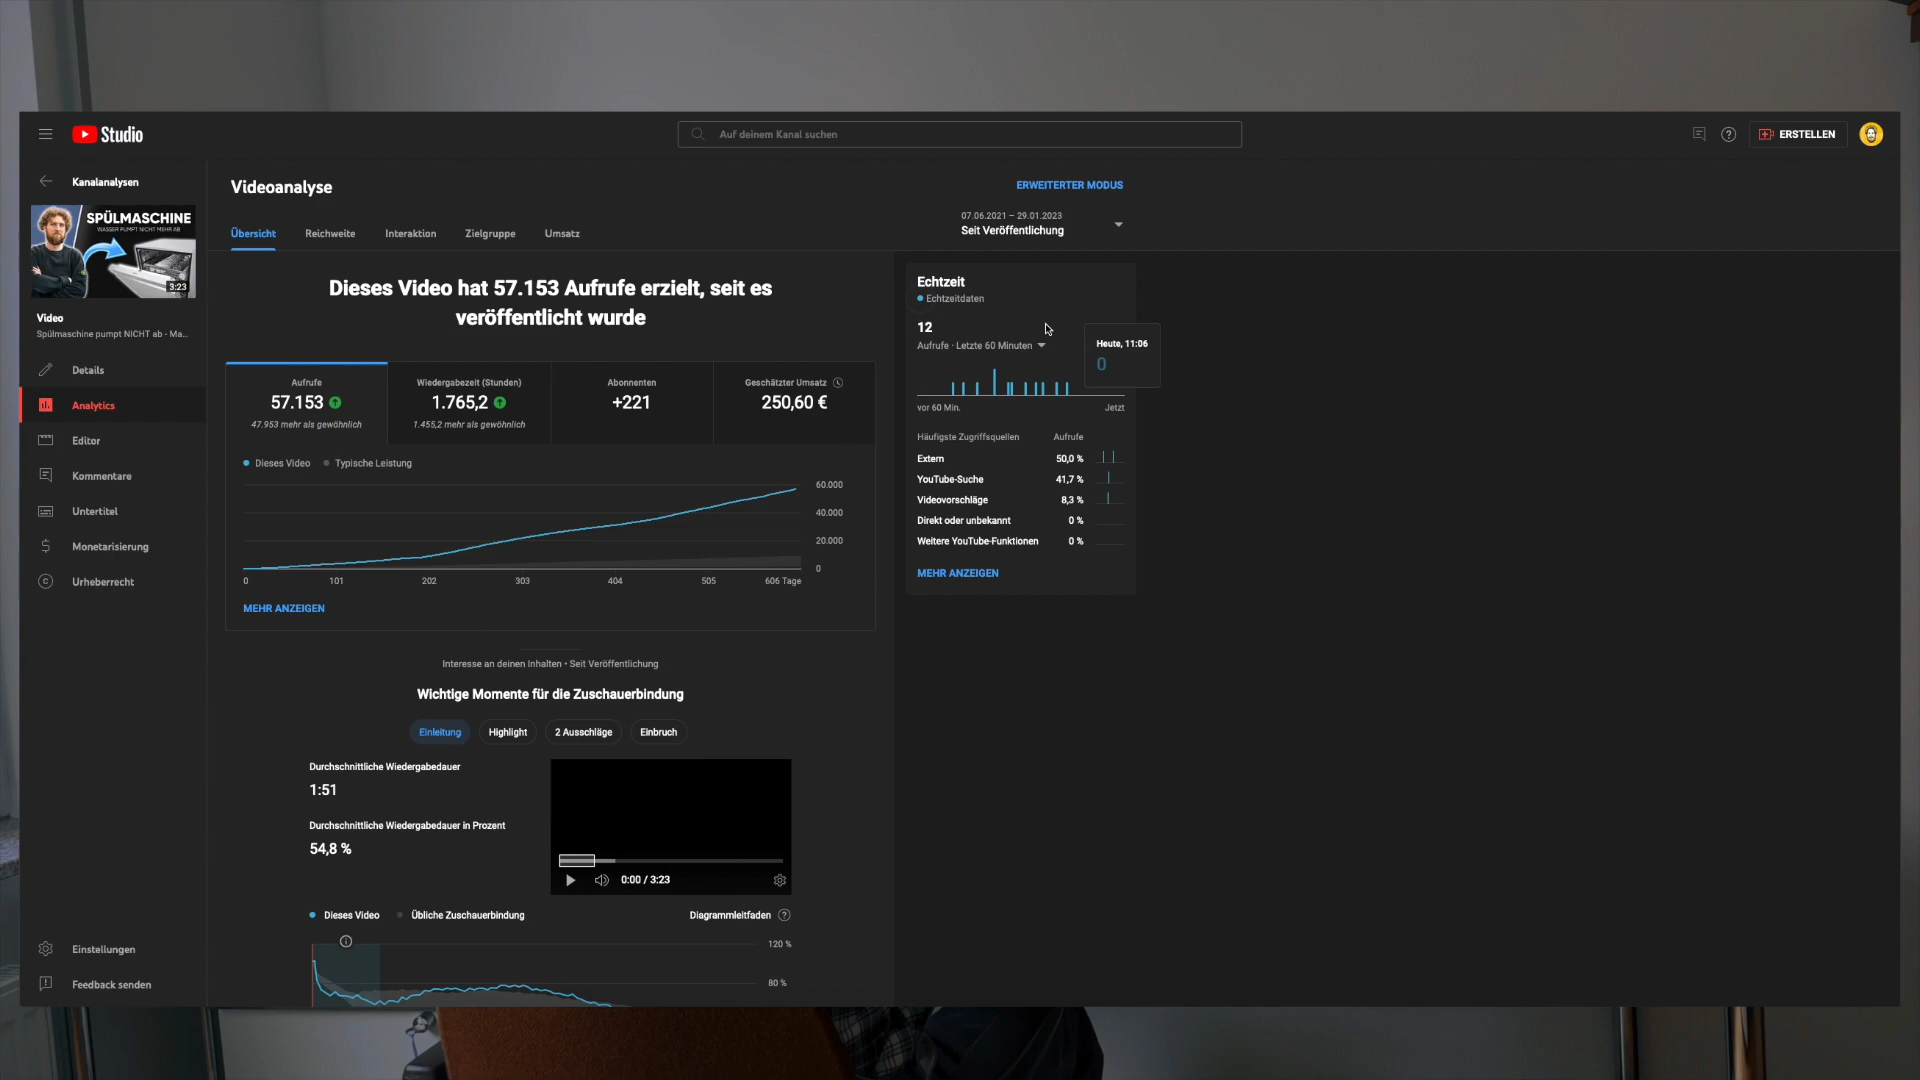 Studio
Auf deinem Kanal suchen
ERSTELLEN
Kanalanalysen
SPÜLMASCHINE
WASSER PUMPT NICHT MEHR AB
3:23
Video
Spülmaschine pumpt NICHT ab - Ma...
Details
Analytics
Editor
Kommentare
Untertitel
Monetarisierung
Urheberrecht
Einstellungen
Feedback senden
Videoanalyse
ERWEITERTER MODUS
Übersicht
Reichweite
Interaktion
Zielgruppe
Umsatz
07.06.2021 – 29.01.2023
Seit Veröffentlichung
Dieses Video hat 57.153 Aufrufe erzielt, seit es
veröffentlicht wurde
Aufrufe
57.153
47.953 mehr als gewöhnlich
Wiedergabezeit (Stunden)
1.765,2
1.455,2 mehr als gewöhnlich
Abonnenten
+221
Geschätzter Umsatz
250,60 €
Dieses Video
Typische Leistung
60.000
40.000
20.000
0
0 101 202 303 404 505 606 Tage
MEHR ANZEIGEN
Interesse an deinen Inhalten • Seit Veröffentlichung
Wichtige Momente für die Zuschauerbindung
Einleitung
Highlight
2 Ausschläge
Einbruch
Durchschnittliche Wiedergabedauer
1:51
Durchschnittliche Wiedergabedauer in Prozent
54,8 %
0:00 / 3:23
Dieses Video
Übliche Zuschauerbindung
Diagrammleitfaden
120 %
80 %
Echtzeit
Echtzeitdaten
12
Aufrufe · Letzte 60 Minuten
Heute, 11:06
0
vor 60 Min.
Jetzt
Häufigste Zugriffsquellen Aufrufe
Extern 50,0 %
YouTube-Suche 41,7 %
Videovorschläge 8,3 %
Direkt oder unbekannt 0 %
Weitere YouTube-Funktionen 0 %
MEHR ANZEIGEN